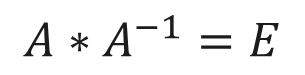 A * A⁻¹ = E